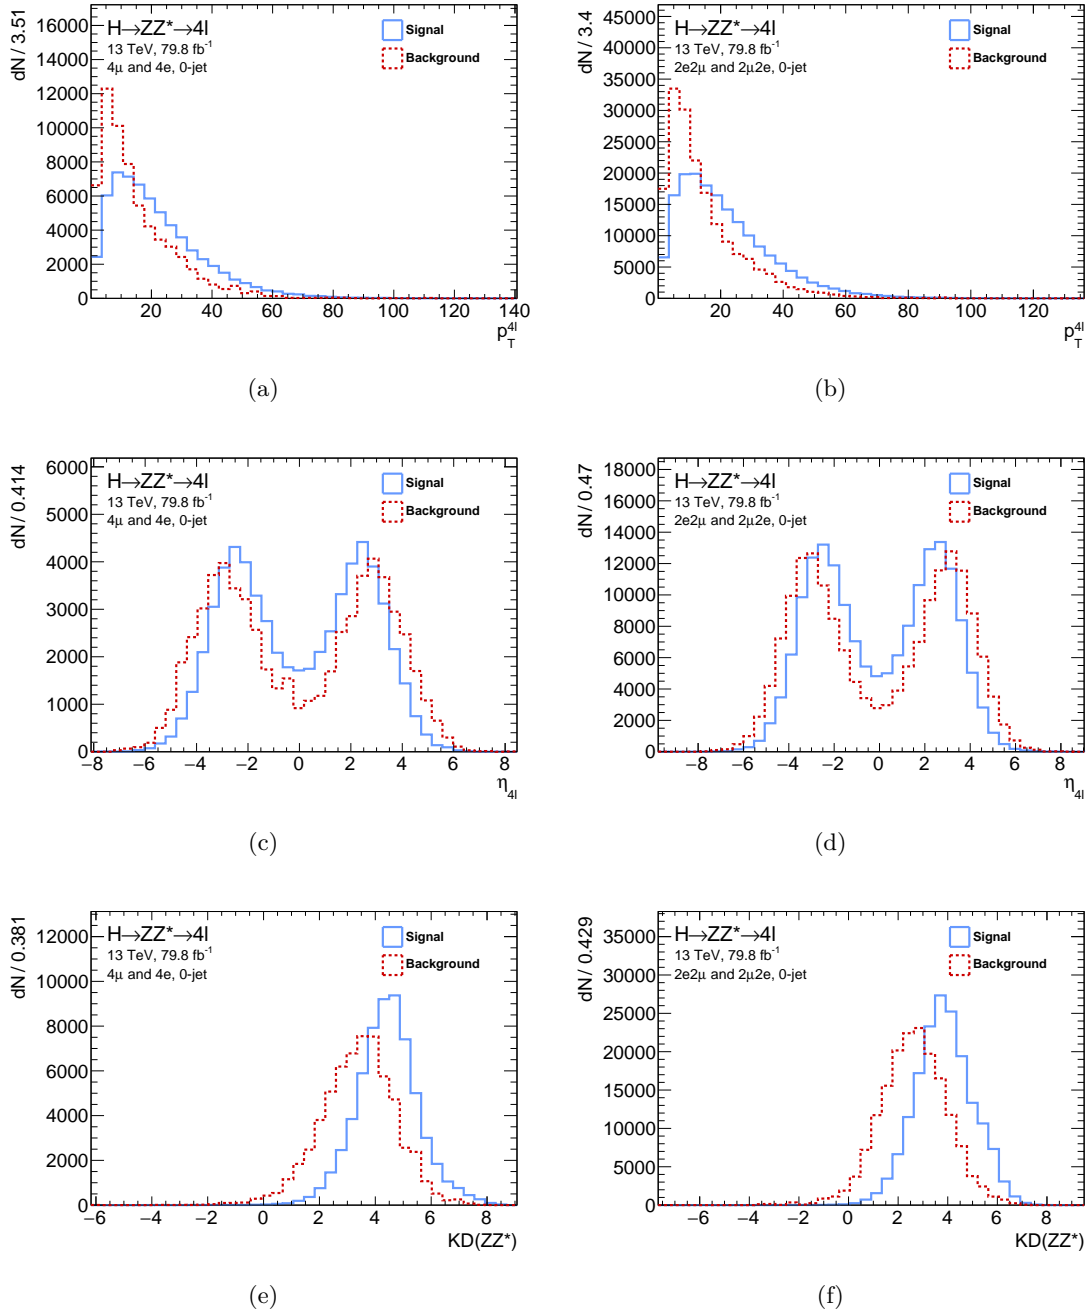 dN / 3.51
16000
14000
12000
10000
8000
6000
4000
2000
0
H→ZZ*→4l
13 TeV, 79.8 fb⁻¹
4μ and 4e, 0-jet
Signal
Background
20 40 60 80 100 120 140
p_T^4l
(a)
dN / 3.4
45000
40000
35000
30000
25000
20000
15000
10000
5000
0
H→ZZ*→4l
13 TeV, 79.8 fb⁻¹
2e2μ and 2μ2e, 0-jet
Signal
Background
20 40 60 80 100 120
p_T^4l
(b)
dN / 0.414
6000
5000
4000
3000
2000
1000
0
H→ZZ*→4l
13 TeV, 79.8 fb⁻¹
4μ and 4e, 0-jet
Signal
Background
−8 −6 −4 −2 0 2 4 6 8
η_4l
(c)
dN / 0.47
18000
16000
14000
12000
10000
8000
6000
4000
2000
0
H→ZZ*→4l
13 TeV, 79.8 fb⁻¹
2e2μ and 2μ2e, 0-jet
Signal
Background
−8 −6 −4 −2 0 2 4 6 8
η_4l
(d)
dN / 0.381
12000
10000
8000
6000
4000
2000
0
H→ZZ*→4l
13 TeV, 79.8 fb⁻¹
4μ and 4e, 0-jet
Signal
Background
−6 −4 −2 0 2 4 6 8
KD(ZZ*)
(e)
dN / 0.429
35000
30000
25000
20000
15000
10000
5000
0
H→ZZ*→4l
13 TeV, 79.8 fb⁻¹
2e2μ and 2μ2e, 0-jet
Signal
Background
−6 −4 −2 0 2 4 6 8
KD(ZZ*)
(f)